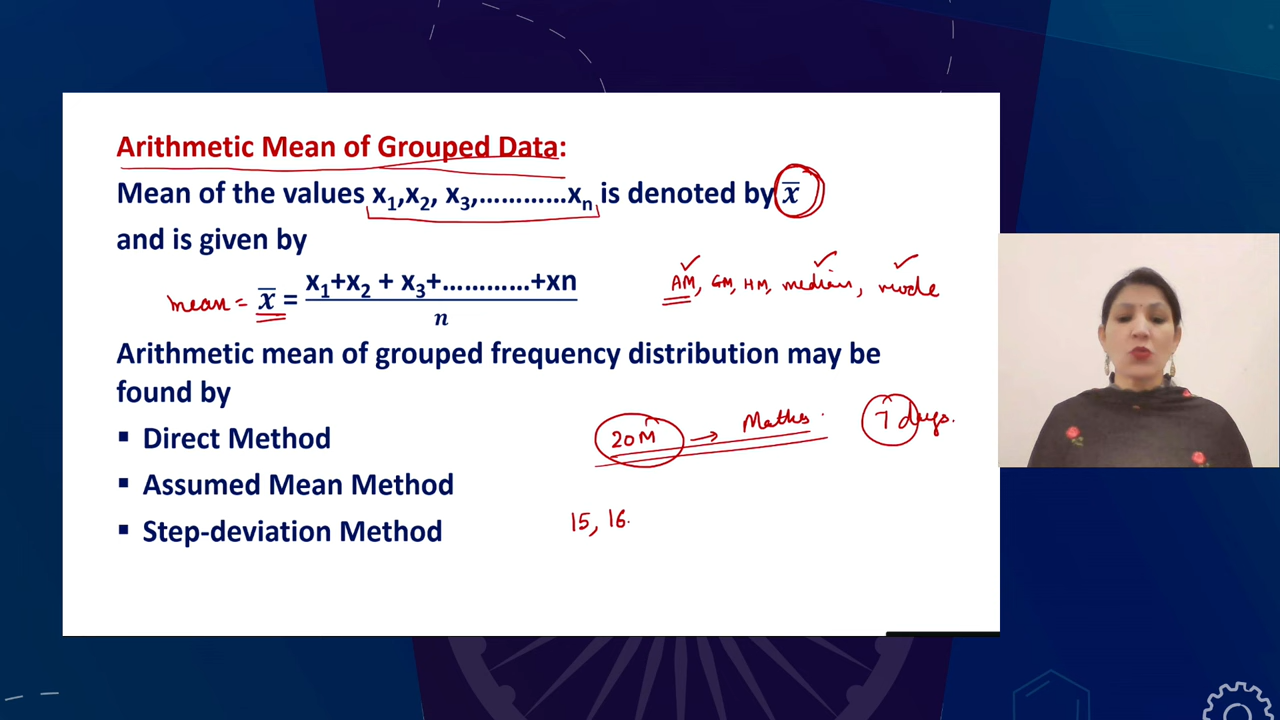 Arithmetic Mean of Grouped Data:
Mean of the values x₁,x₂, x₃,............xₙ is denoted by x̅
and is given by
mean = x̅ = x₁+x₂ + x₃+............+xn
n
AM, GM, HM, median, mode
Arithmetic mean of grouped frequency distribution may be
found by
▪ Direct Method
20M → Maths. 7 days.
▪ Assumed Mean Method
▪ Step-deviation Method
15, 16.